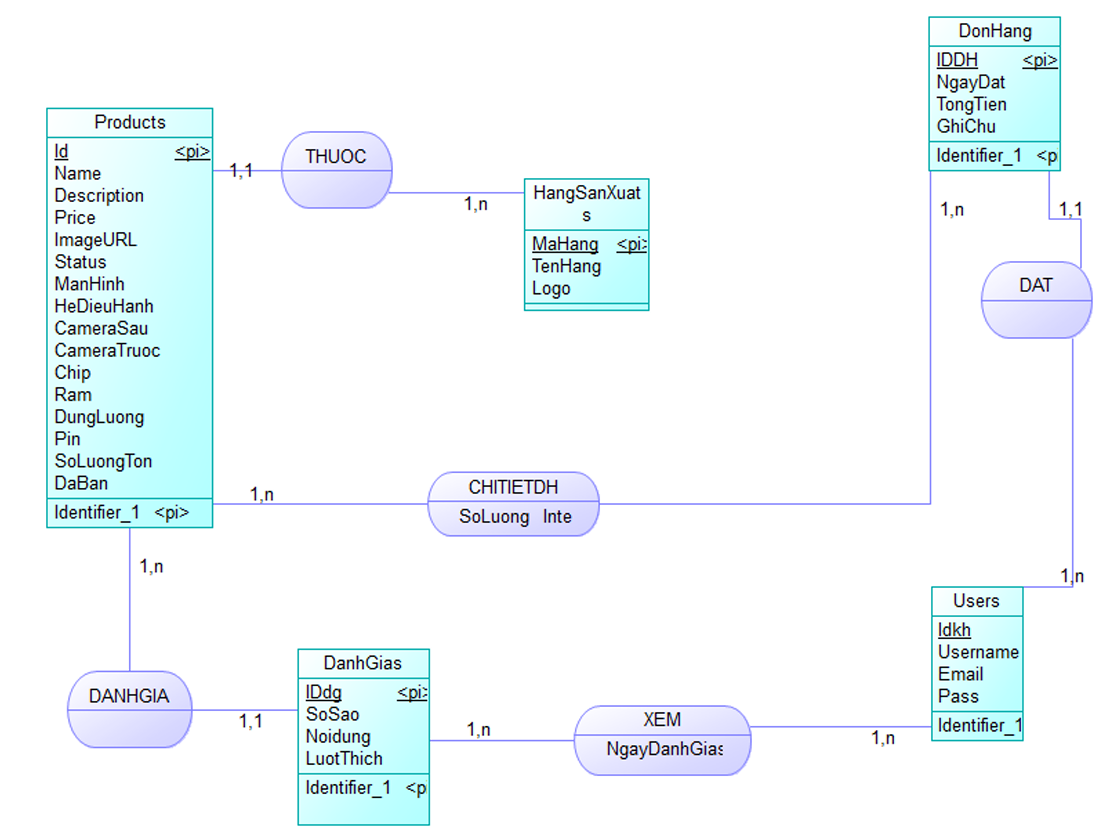 DonHang
IDDH <pi>
NgayDat
TongTien
GhiChu
Identifier_1 <p
Products
Id <pi>
Name
Description
Price
ImageURL
Status
ManHinh
HeDieuHanh
CameraSau
CameraTruoc
Chip
Ram
DungLuong
Pin
SoLuongTon
DaBan
Identifier_1 <pi>
1,1
THUOC
1,n
HangSanXuat
s
MaHang <pi>
TenHang
Logo
1,n
1,1
DAT
1,n
CHITIETDH
SoLuong Inte
1,n
1,n
Users
Idkh
Username
Email
Pass
Identifier_1
DANHGIA
1,1
DanhGias
IDdg <pi>
SoSao
Noidung
LuotThich
Identifier_1 <p
1,n
XEM
NgayDanhGias
1,n